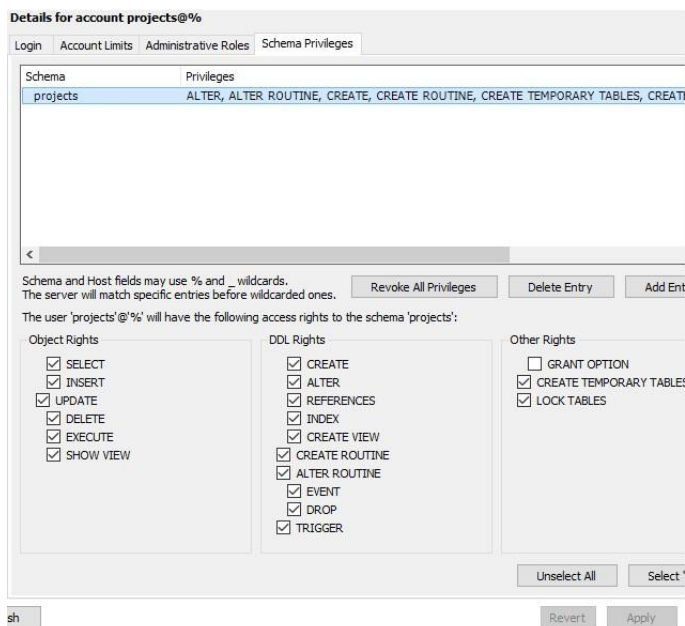 Details for account projects@%
Login Account Limits Administrative Roles Schema Privileges
Schema Privileges
projects ALTER, ALTER ROUTINE, CREATE, CREATE ROUTINE, CREATE TEMPORARY TABLES, CREATE
Schema and Host fields may use % and _ wildcards.
The server will match specific entries before wildcarded ones.
Revoke All Privileges Delete Entry Add Ent
The user 'projects'@'%' will have the following access rights to the schema 'projects':
Object Rights
SELECT
INSERT
UPDATE
DELETE
EXECUTE
SHOW VIEW
DDL Rights
CREATE
ALTER
REFERENCES
INDEX
CREATE VIEW
CREATE ROUTINE
ALTER ROUTINE
EVENT
DROP
TRIGGER
Other Rights
GRANT OPTION
CREATE TEMPORARY TABLES
LOCK TABLES
Unselect All Select "
sh Revert Apply